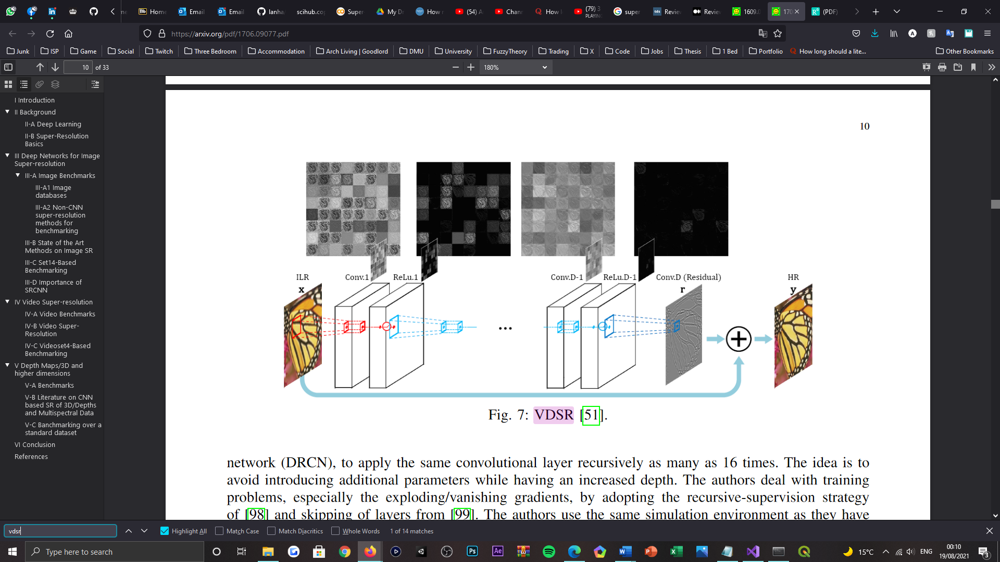 me
Home
Email
Email
lanha
scihub.co
Super
My Dr
How r
(54) A
Chann
How l
(79) 3
PLAYING
super
Review
Review
1609.0
170
(PDF)
https://arxiv.org/pdf/1706.09077.pdf
Junk
ISP
Game
Social
Twitch
Three Bedroom
Accommodation
Arch Living | Goodlord
DMU
University
FuzzyTheory
Trading
X
Code
Jobs
Thesis
1 Bed
Portfolio
How long should a lite...
Other Bookmarks
10 of 33
180%
I Introduction
II Background
II-A Deep Learning
II-B Super-Resolution
Basics
III Deep Networks for Image
Super-resolution
III-A Image Benchmarks
III-A1 Image
databases
III-A2 Non-CNN
super-resolution
methods for
benchmarking
III-B State of the Art
Methods on Image SR
III-C Set14-Based
Benchmarking
III-D Importance of
SRCNN
IV Video Super-resolution
IV-A Video Benchmarks
IV-B Video Super-
Resolution
IV-C Videoset4-Based
Benchmarking
V Depth Maps/3D and
higher dimensions
V-A Benchmarks
V-B Literature on CNN
based SR of 3D/Depths
and Multispectral Data
V-C Banchmarking over a
standard dataset
VI Conclusion
References
10
ILR
x
Conv.1
ReLu.1
Conv.D-1
ReLu.D-1
Conv.D (Residual)
r
HR
y
Fig. 7: VDSR [51].
network (DRCN), to apply the same convolutional layer recursively as many as 16 times. The idea is to
avoid introducing additional parameters while having an increased depth. The authors deal with training
problems, especially the exploding/vanishing gradients, by adopting the recursive-supervision strategy
of [98] and skipping of layers from [99]. The authors use the same simulation environment as they have
vdsr
Highlight All
Match Case
Match Diacritics
Whole Words
1 of 14 matches
Type here to search
15°C
ENG
00:10
19/08/2021
3